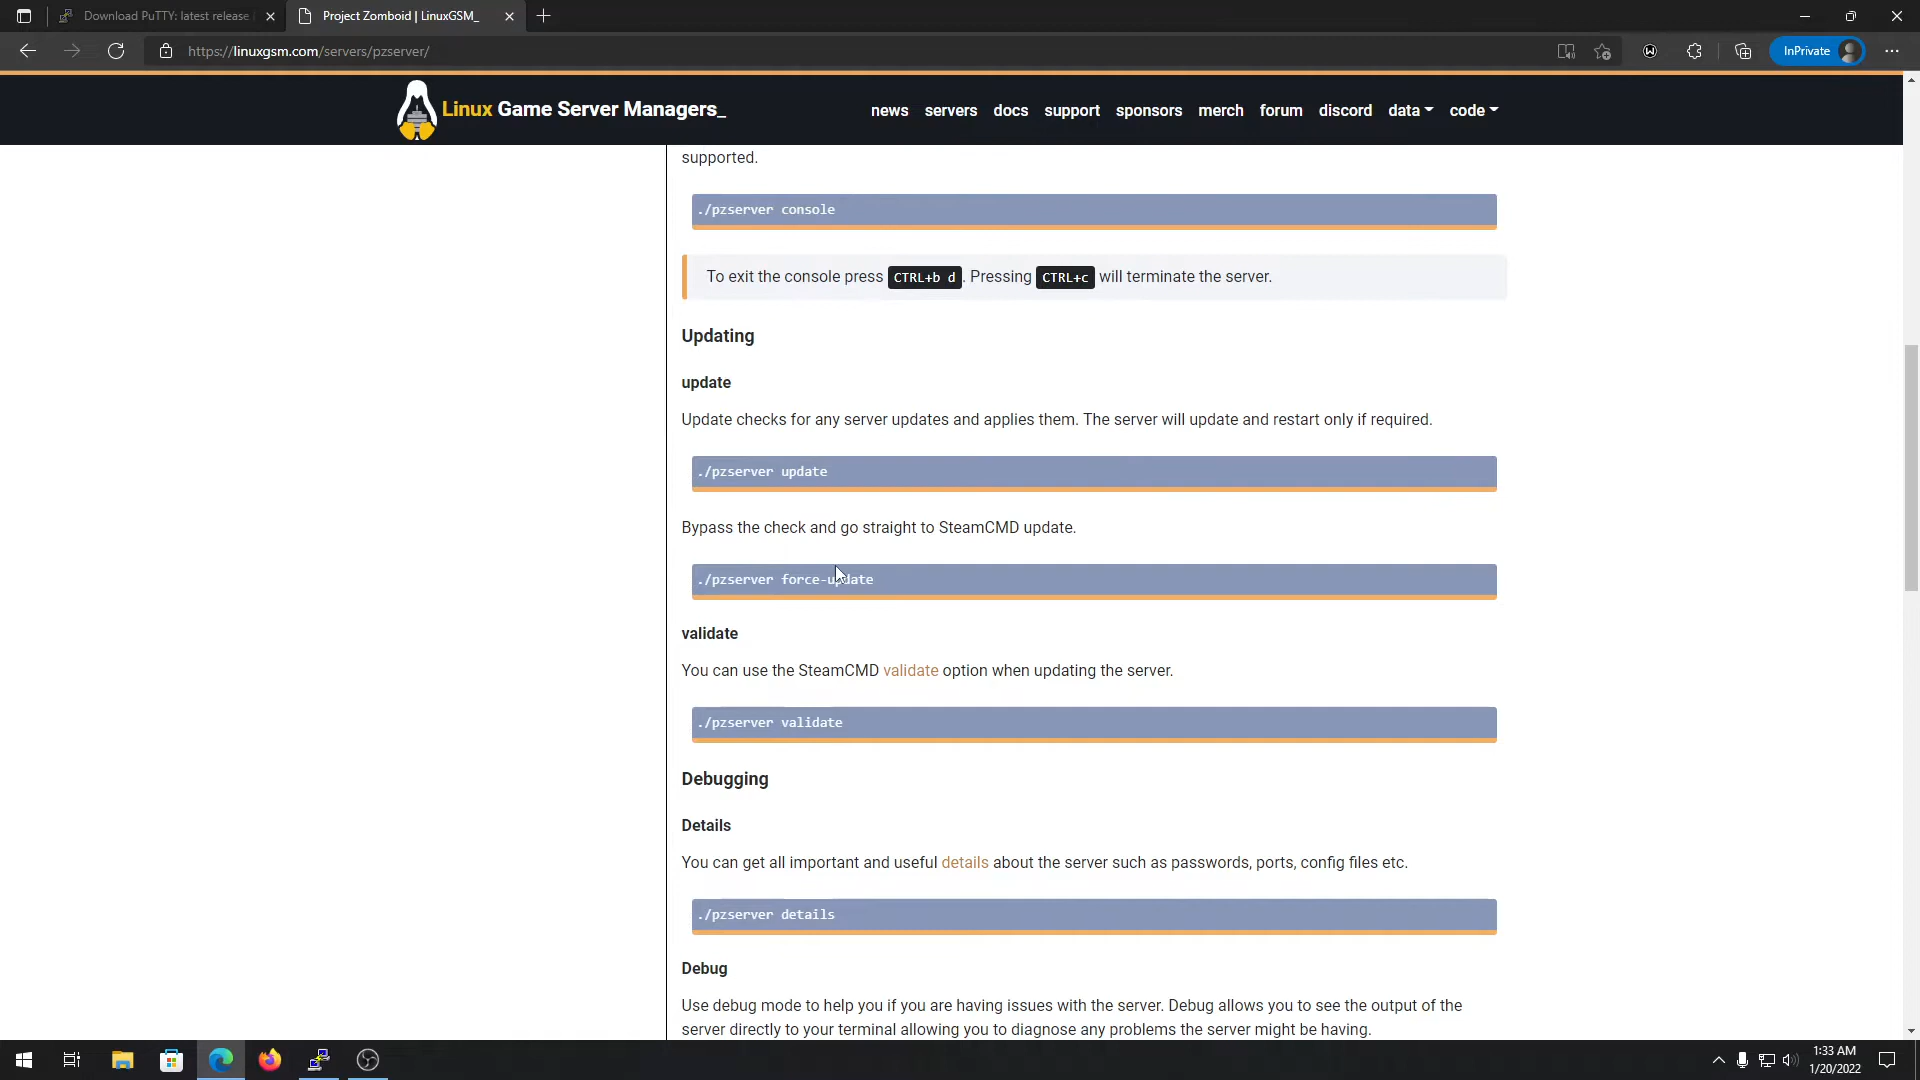 Download PuTTY: latest release
Project Zomboid | LinuxGSM_
https://linuxgsm.com/servers/pzserver/
InPrivate
Linux Game Server Managers_
news servers docs support sponsors merch forum discord data code
supported.
./pzserver console
To exit the console press CTRL+b d. Pressing CTRL+c will terminate the server.
Updating
update
Update checks for any server updates and applies them. The server will update and restart only if required.
./pzserver update
Bypass the check and go straight to SteamCMD update.
./pzserver force-update
validate
You can use the SteamCMD validate option when updating the server.
./pzserver validate
Debugging
Details
You can get all important and useful details about the server such as passwords, ports, config files etc.
./pzserver details
Debug
Use debug mode to help you if you are having issues with the server. Debug allows you to see the output of the
server directly to your terminal allowing you to diagnose any problems the server might be having.
1:33 AM
1/20/2022